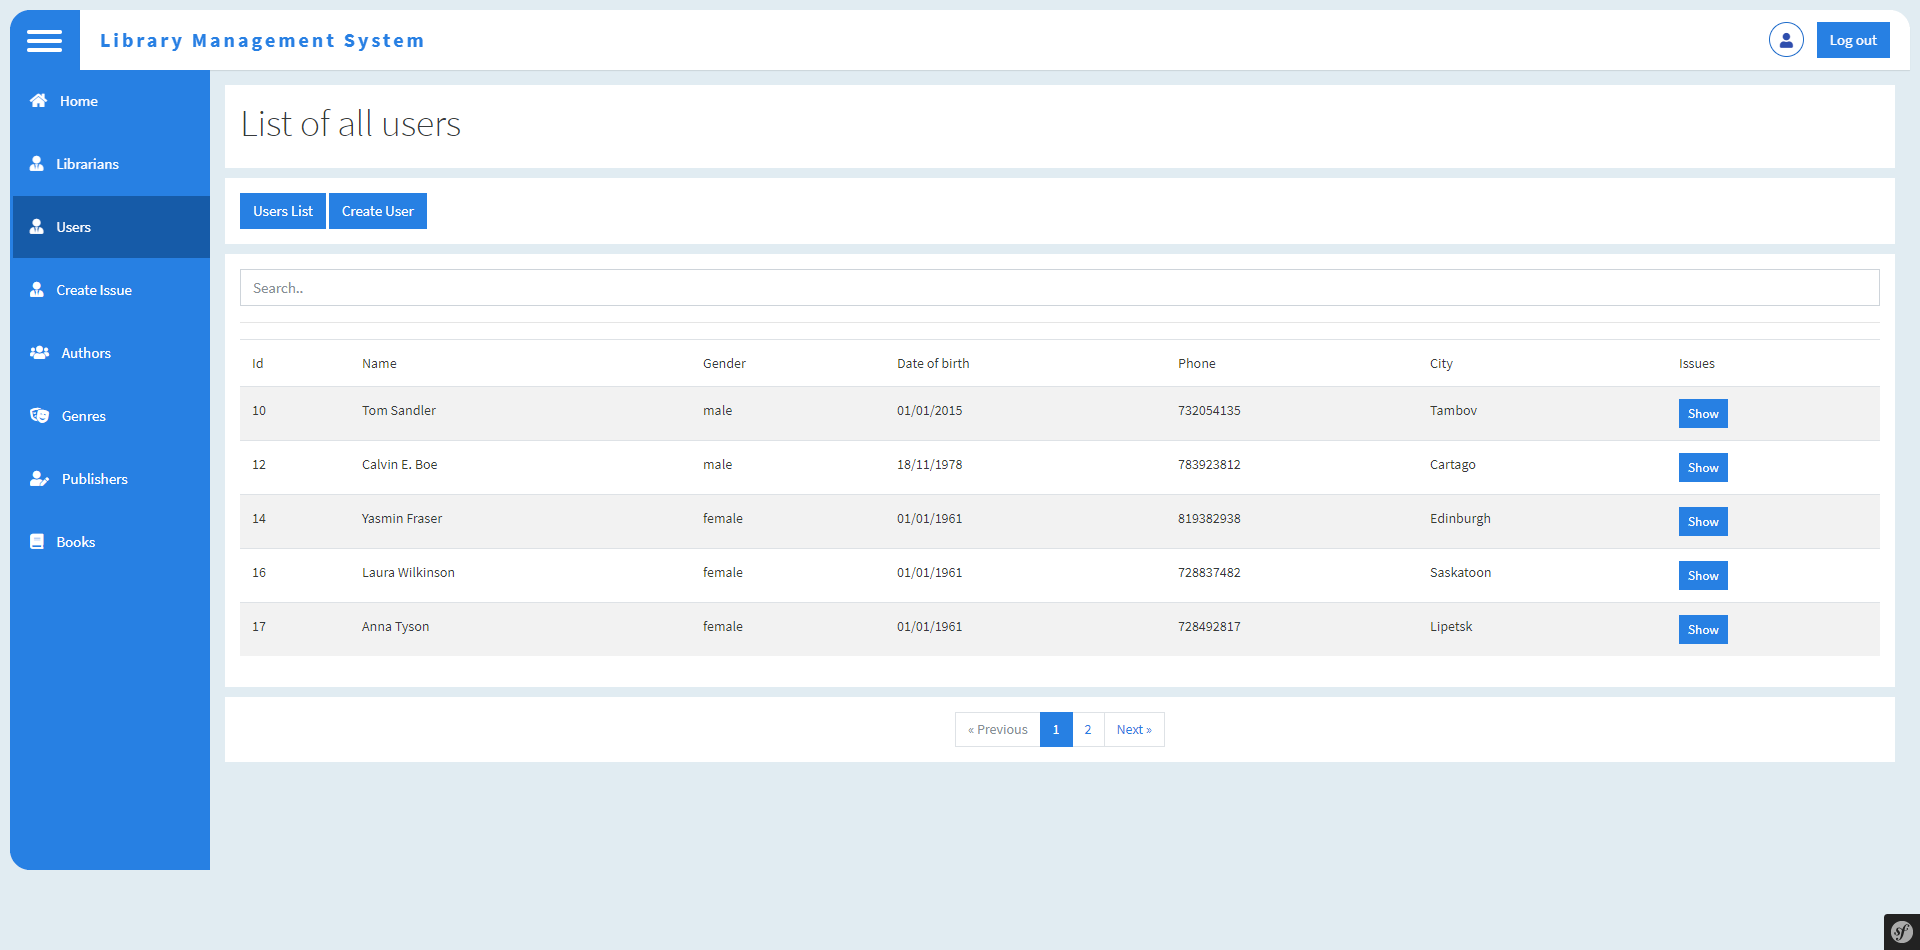 Library Management System
Log out
Home
Librarians
Users
Create Issue
Authors
Genres
Publishers
Books
List of all users
Users List Create User
Search..
Id Name Gender Date of birth Phone City Issues
10 Tom Sandler male 01/01/2015 732054135 Tambov Show
12 Calvin E. Boe male 18/11/1978 783923812 Cartago Show
14 Yasmin Fraser female 01/01/1961 819382938 Edinburgh Show
16 Laura Wilkinson female 01/01/1961 728837482 Saskatoon Show
17 Anna Tyson female 01/01/1961 728492817 Lipetsk Show
« Previous 1 2 Next »
sf